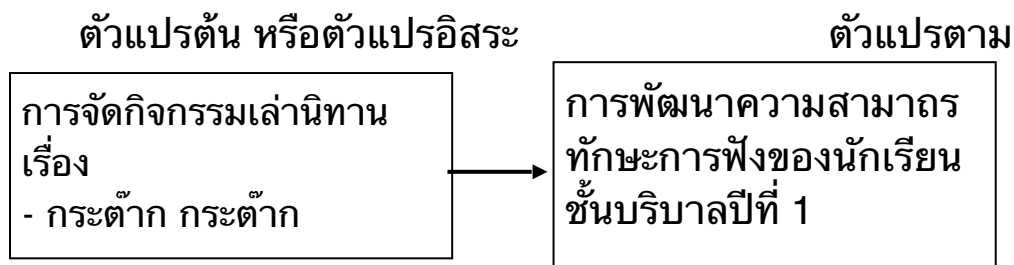 ตัวแปรต้น หรือตัวแปรอิสระ
ตัวแปรตาม
การจัดกิจกรรมเล่านิทาน
เรื่อง
- กระต๊าก กระต๊าก
การพัฒนาความสามาถร
ทักษะการฟังของนักเรียน
ชั้นบริบาลปีที่ 1